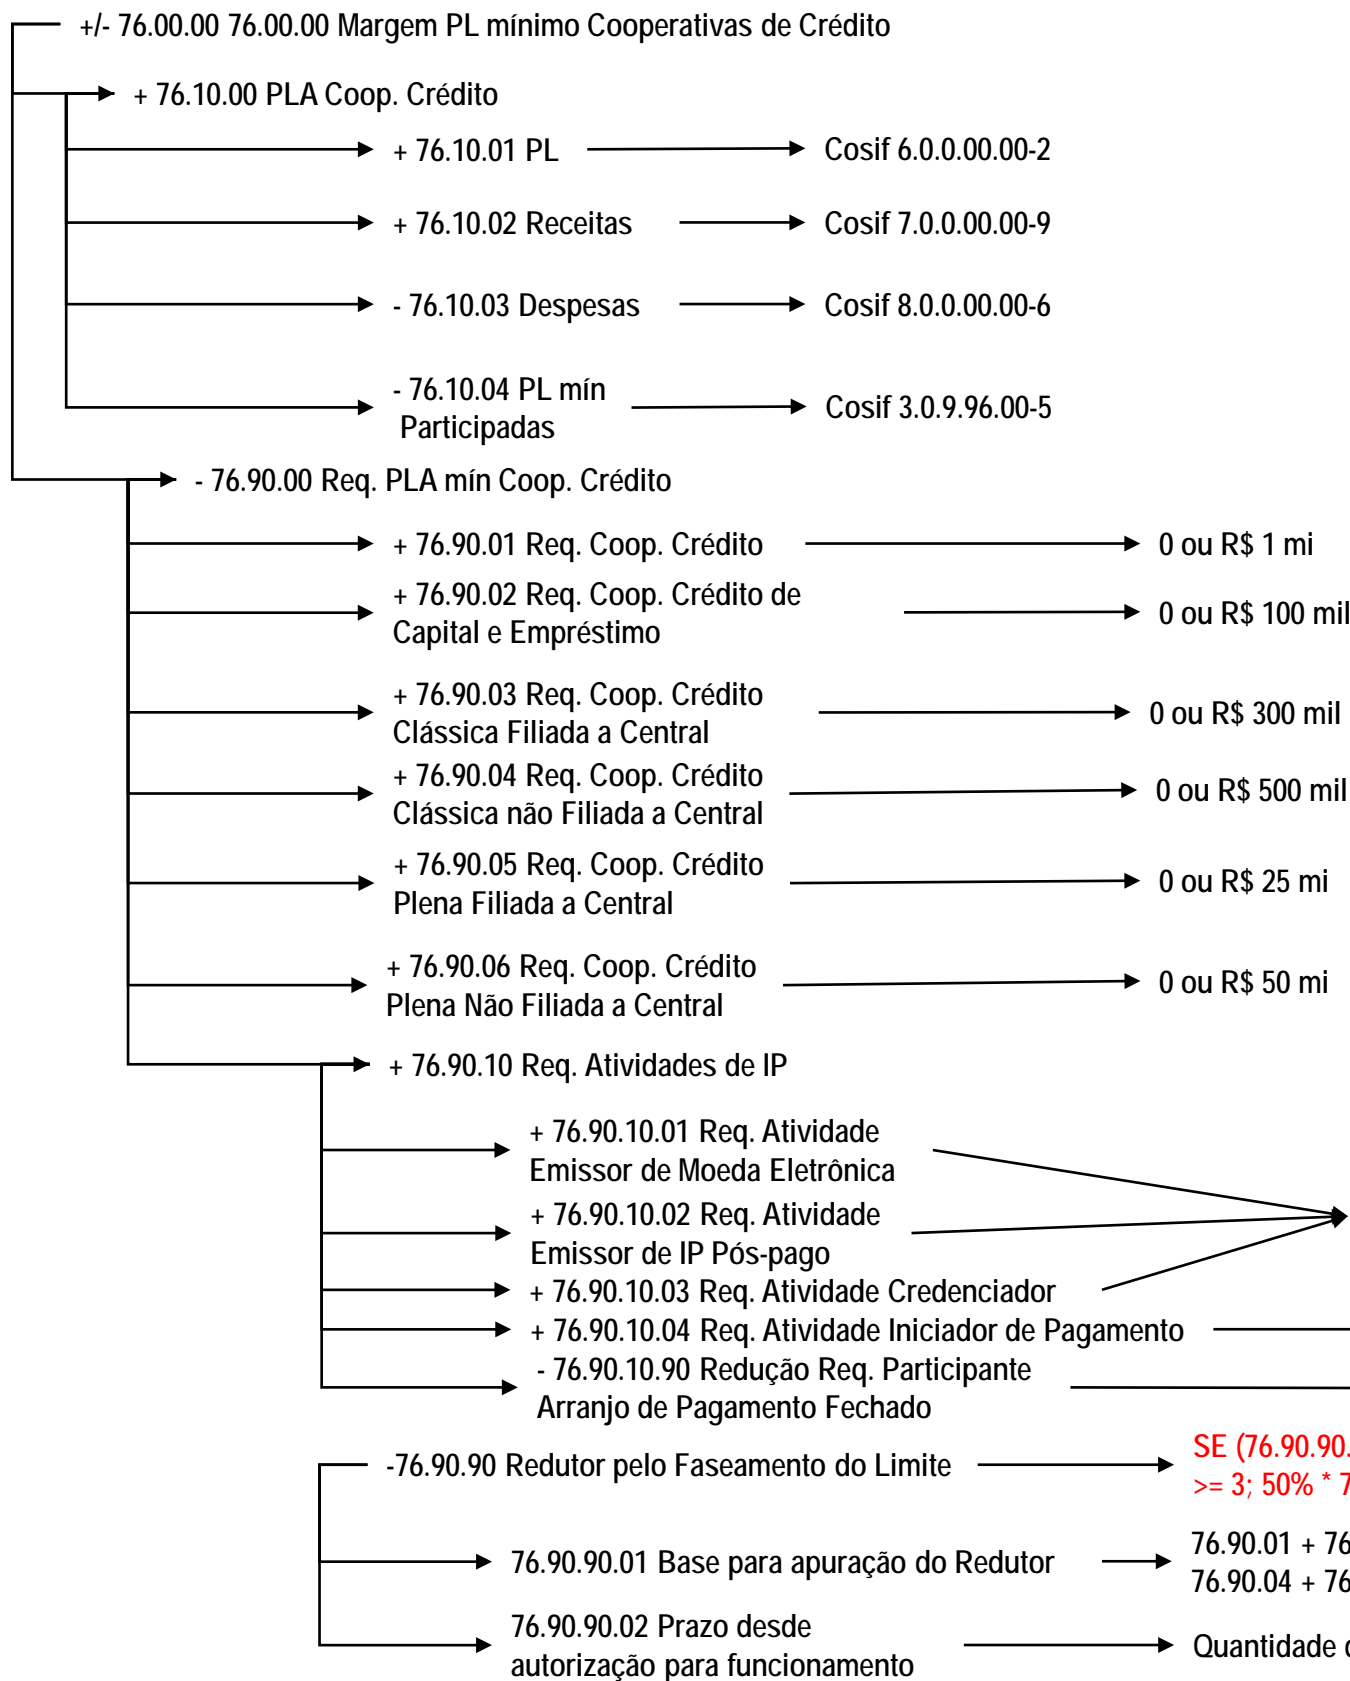 +/- 76.00.00 76.00.00 Margem PL mínimo Cooperativas de Crédito
+ 76.10.00 PLA Coop. Crédito
+ 76.10.01 PL
Cosif 6.0.0.00.00-2
+ 76.10.02 Receitas
Cosif 7.0.0.00.00-9
- 76.10.03 Despesas
Cosif 8.0.0.00.00-6
- 76.10.04 PL mín
Participadas
Cosif 3.0.9.96.00-5
- 76.90.00 Req. PLA mín Coop. Crédito
+ 76.90.01 Req. Coop. Crédito
0 ou R$ 1 mi
+ 76.90.02 Req. Coop. Crédito de
Capital e Empréstimo
0 ou R$ 100 mil
+ 76.90.03 Req. Coop. Crédito
Clássica Filiada a Central
0 ou R$ 300 mil
+ 76.90.04 Req. Coop. Crédito
Clássica não Filiada a Central
0 ou R$ 500 mil
+ 76.90.05 Req. Coop. Crédito
Plena Filiada a Central
0 ou R$ 25 mi
+ 76.90.06 Req. Coop. Crédito
Plena Não Filiada a Central
0 ou R$ 50 mi
+ 76.90.10 Req. Atividades de IP
+ 76.90.10.01 Req. Atividade
Emissor de Moeda Eletrônica
+ 76.90.10.02 Req. Atividade
Emissor de IP Pós-pago
+ 76.90.10.03 Req. Atividade Credenciador
+ 76.90.10.04 Req. Atividade Iniciador de Pagamento
- 76.90.10.90 Redução Req. Participante
Arranjo de Pagamento Fechado
-76.90.90 Redutor pelo Faseamento do Limite
SE (76.90.90.
>= 3; 50% * 7
76.90.90.01 Base para apuração do Redutor
76.90.01 + 76
76.90.04 + 76
76.90.90.02 Prazo desde
autorização para funcionamento
Quantidade